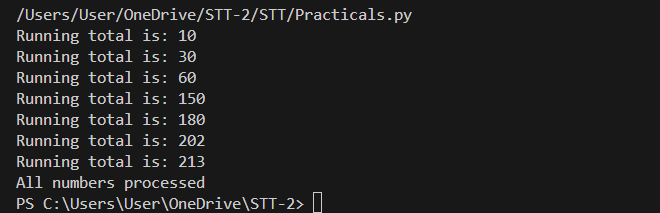 /Users/User/OneDrive/STT-2/STT/Practicals.py
Running total is: 10
Running total is: 30
Running total is: 60
Running total is: 150
Running total is: 180
Running total is: 202
Running total is: 213
All numbers processed
PS C:\Users\User\OneDrive\STT-2>